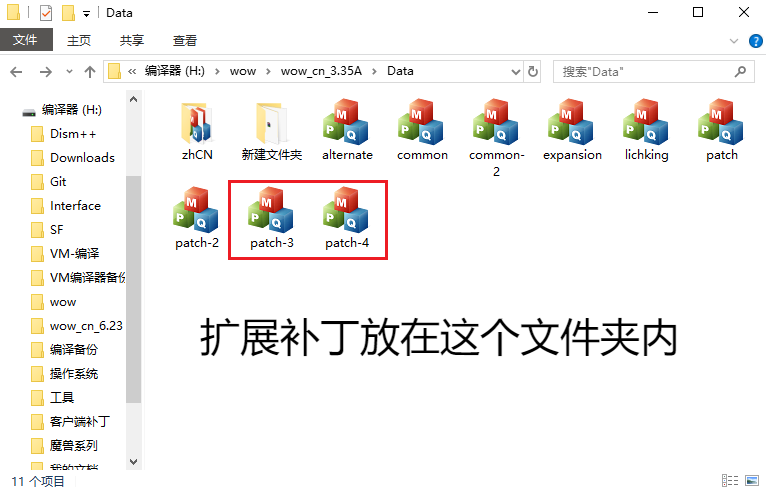 Data
文件
主页
共享
查看
« 编译器 (H:) > wow > wow_cn_3.35A > Data
搜索"Data"
编译器 (H:)
Dism++
Downloads
Git
Interface
SF
VM-编译
VM编译器备份
wow
wow_cn_6.23
编译备份
操作系统
工具
客户端补丁
魔兽系列
我的文档
zhCN
新建文件夹
alternate
common
common-
2
expansion
lichking
patch
patch-2
patch-3
patch-4
扩展补丁放在这个文件夹内
11 个项目